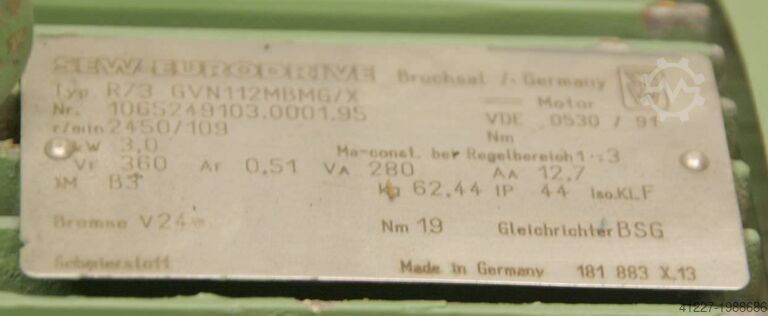 SEW-EURODRIVE Bruchsal / Germany
Typ R73 GVN112MBMG/X Motor
Nr. 1065249103.0001.95 VDE 0530 / 91
r/min 2450/109 Nm
kW 3.0 Ma=const. bei Regelbereich 1:3
Vf 360 Af 0.51 VA 280 AA 12.7
IM B3 Kg 62.44 IP 44 Iso.Kl.F
Bremse V24= Nm 19 Gleichrichter BSG
Schmierstoff Made in Germany 181 883 X.13
41227-1988686